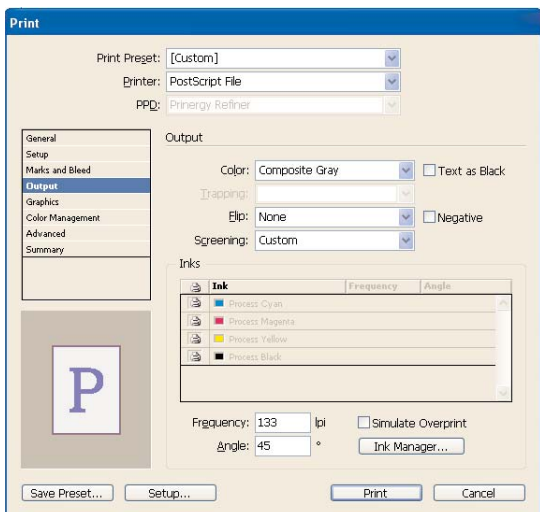 Print
Print Preset: [Custom]
Printer: PostScript File
PPD: Prinergy Refiner
General
Setup
Marks and Bleed
Output
Graphics
Color Management
Advanced
Summary
P
Output
Color: Composite Gray Text as Black
Trapping:
Flip: None Negative
Screening: Custom
Inks
Ink Frequency Angle
Process Cyan
Process Magenta
Process Yellow
Process Black
Frequency: 133 lpi Simulate Overprint
Angle: 45 ° Ink Manager...
Save Preset... Setup... Print Cancel